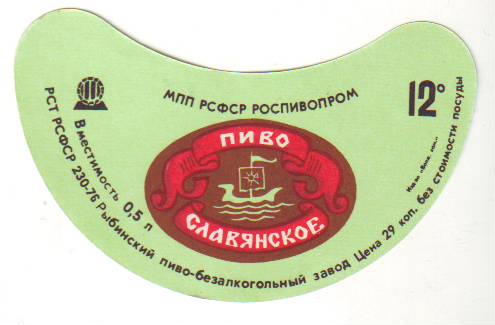 МПП РСФСР РОСПИВОПРОМ
12°
ПИВО
СЛАВЯНСКОЕ
Вместимость 0,5 л
РСТ РСФСР 230-76 Рыбинский пиво-безалкогольный завод Цена 29 коп. без стоимости посуды